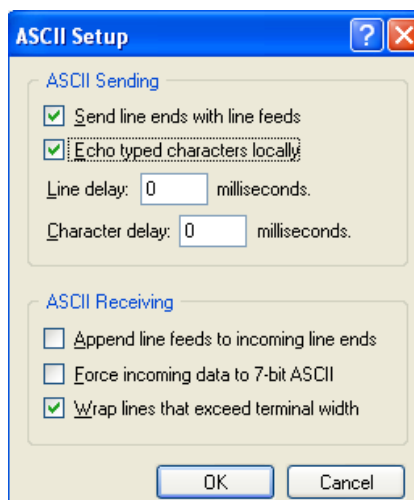 ASCII Setup
ASCII Sending
Send line ends with line feeds
Echo typed characters locally
Line delay: 0 milliseconds.
Character delay: 0 milliseconds.
ASCII Receiving
Append line feeds to incoming line ends
Force incoming data to 7-bit ASCII
Wrap lines that exceed terminal width
OK Cancel